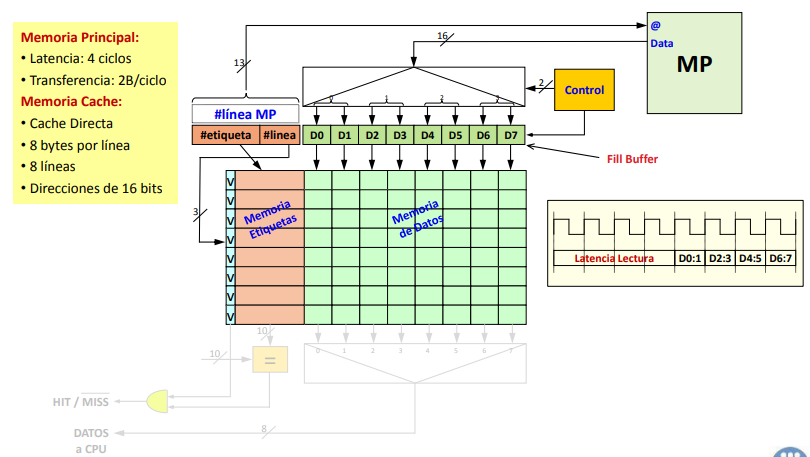 Memoria Principal:
• Latencia: 4 ciclos
• Transferencia: 2B/ciclo
Memoria Cache:
• Cache Directa
• 8 bytes por línea
• 8 líneas
• Direcciones de 16 bits
13
16
@
Data
MP
2
Control
0 1 2 3
#línea MP
#etiqueta #linea
D0 D1 D2 D3 D4 D5 D6 D7
Fill Buffer
3
V
V
V
V
V
V
V
V
Memoria
Etiquetas
Memoria
de Datos
Latencia Lectura D0:1 D2:3 D4:5 D6:7
10
10
=
0 1 2 3 4 5 6 7
HIT / MISS
8
DATOS
a CPU